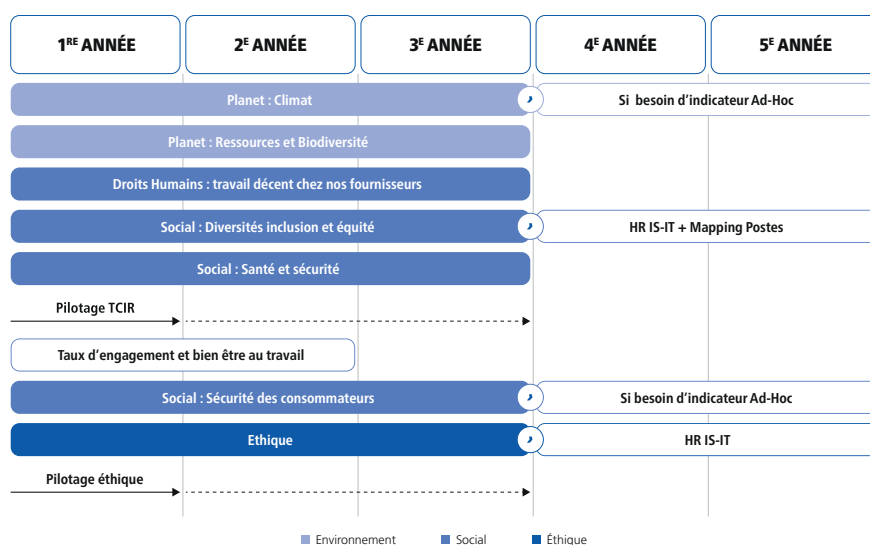 1RE ANNÉE
2E ANNÉE
3E ANNÉE
4E ANNÉE
5E ANNÉE
Planet : Climat
Si besoin d'indicateur Ad-Hoc
Planet : Ressources et Biodiversité
Droits Humains : travail décent chez nos fournisseurs
Social : Diversités inclusion et équité
HR IS-IT + Mapping Postes
Social : Santé et sécurité
Pilotage TCIR
Taux d'engagement et bien être au travail
Social : Sécurité des consommateurs
Si besoin d'indicateur Ad-Hoc
Ethique
HR IS-IT
Pilotage éthique
Environnement
Social
Éthique